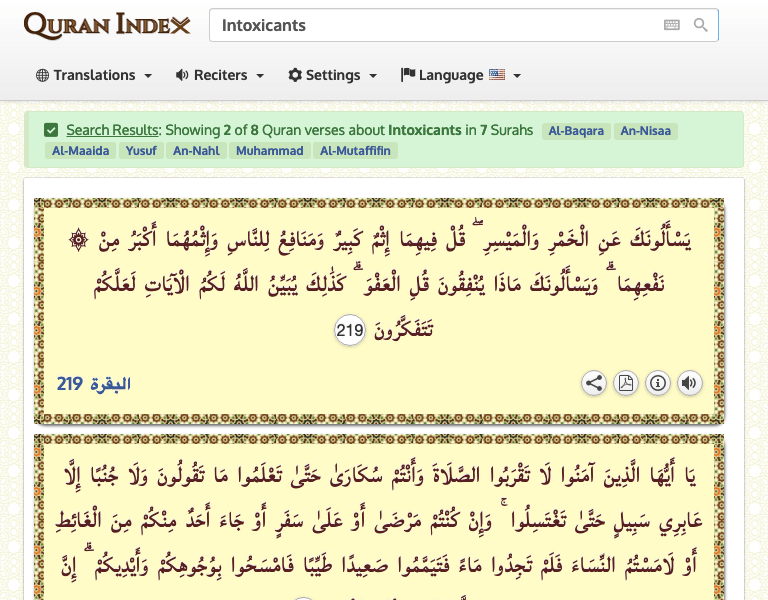 QURAN INDEX
Intoxicants
Translations
Reciters
Settings
Language
Search Results: Showing 2 of 8 Quran verses about Intoxicants in 7 Surahs Al-Baqara An-Nisaa
Al-Maaida Yusuf An-Nahl Muhammad Al-Mutaffifin
۞ يَسْأَلُونَكَ عَنِ الْخَمْرِ وَالْمَيْسِرِ ۖ قُلْ فِيهِمَا إِثْمٌ كَبِيرٌ وَمَنَافِعُ لِلنَّاسِ وَإِثْمُهُمَا أَكْبَرُ مِنْ
نَفْعِهِمَا ۗ وَيَسْأَلُونَكَ مَاذَا يُنْفِقُونَ قُلِ الْعَفْوَ ۗ كَذَٰلِكَ يُبَيِّنُ اللَّهُ لَكُمُ الْآيَاتِ لَعَلَّكُمْ
تَتَفَكَّرُونَ 219
البقرة 219
يَا أَيُّهَا الَّذِينَ آمَنُوا لَا تَقْرَبُوا الصَّلَاةَ وَأَنْتُمْ سُكَارَىٰ حَتَّىٰ تَعْلَمُوا مَا تَقُولُونَ وَلَا جُنُبًا إِلَّا
عَابِرِي سَبِيلٍ حَتَّىٰ تَغْتَسِلُوا ۚ وَإِنْ كُنْتُمْ مَرْضَىٰ أَوْ عَلَىٰ سَفَرٍ أَوْ جَاءَ أَحَدٌ مِنْكُمْ مِنَ الْغَائِطِ
أَوْ لَامَسْتُمُ النِّسَاءَ فَلَمْ تَجِدُوا مَاءً فَتَيَمَّمُوا صَعِيدًا طَيِّبًا فَامْسَحُوا بِوُجُوهِكُمْ وَأَيْدِيكُمْ ۗ إِنَّ